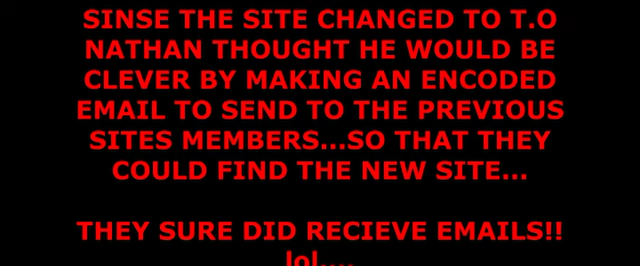 SINSE THE SITE CHANGED TO T.O
NATHAN THOUGHT HE WOULD BE
CLEVER BY MAKING AN ENCODED
EMAIL TO SEND TO THE PREVIOUS
SITES MEMBERS...SO THAT THEY
COULD FIND THE NEW SITE...
THEY SURE DID RECIEVE EMAILS!!
lol....